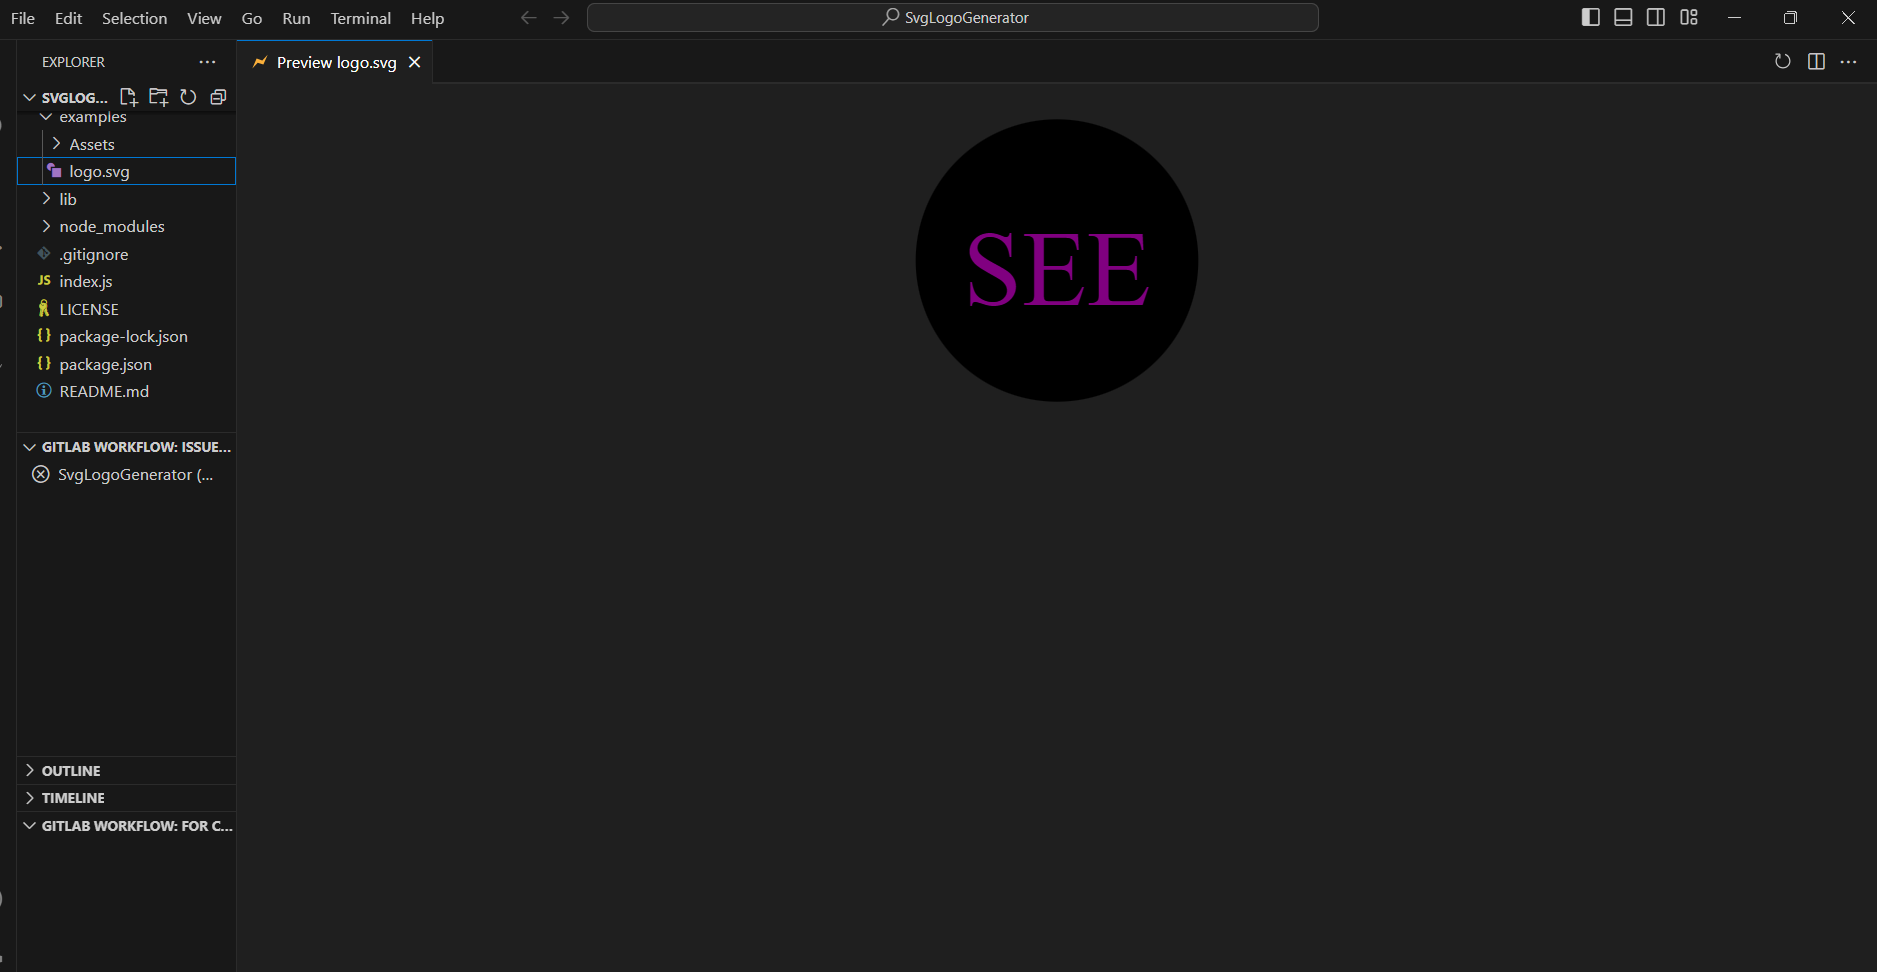 File Edit Selection View Go Run Terminal Help
SvgLogoGenerator
EXPLORER
Preview logo.svg
SVGLOG...
examples
Assets
logo.svg
lib
node_modules
.gitignore
JS index.js
LICENSE
{} package-lock.json
{} package.json
README.md
GITLAB WORKFLOW: ISSUE...
SvgLogoGenerator (...
OUTLINE
TIMELINE
GITLAB WORKFLOW: FOR C...
SEE